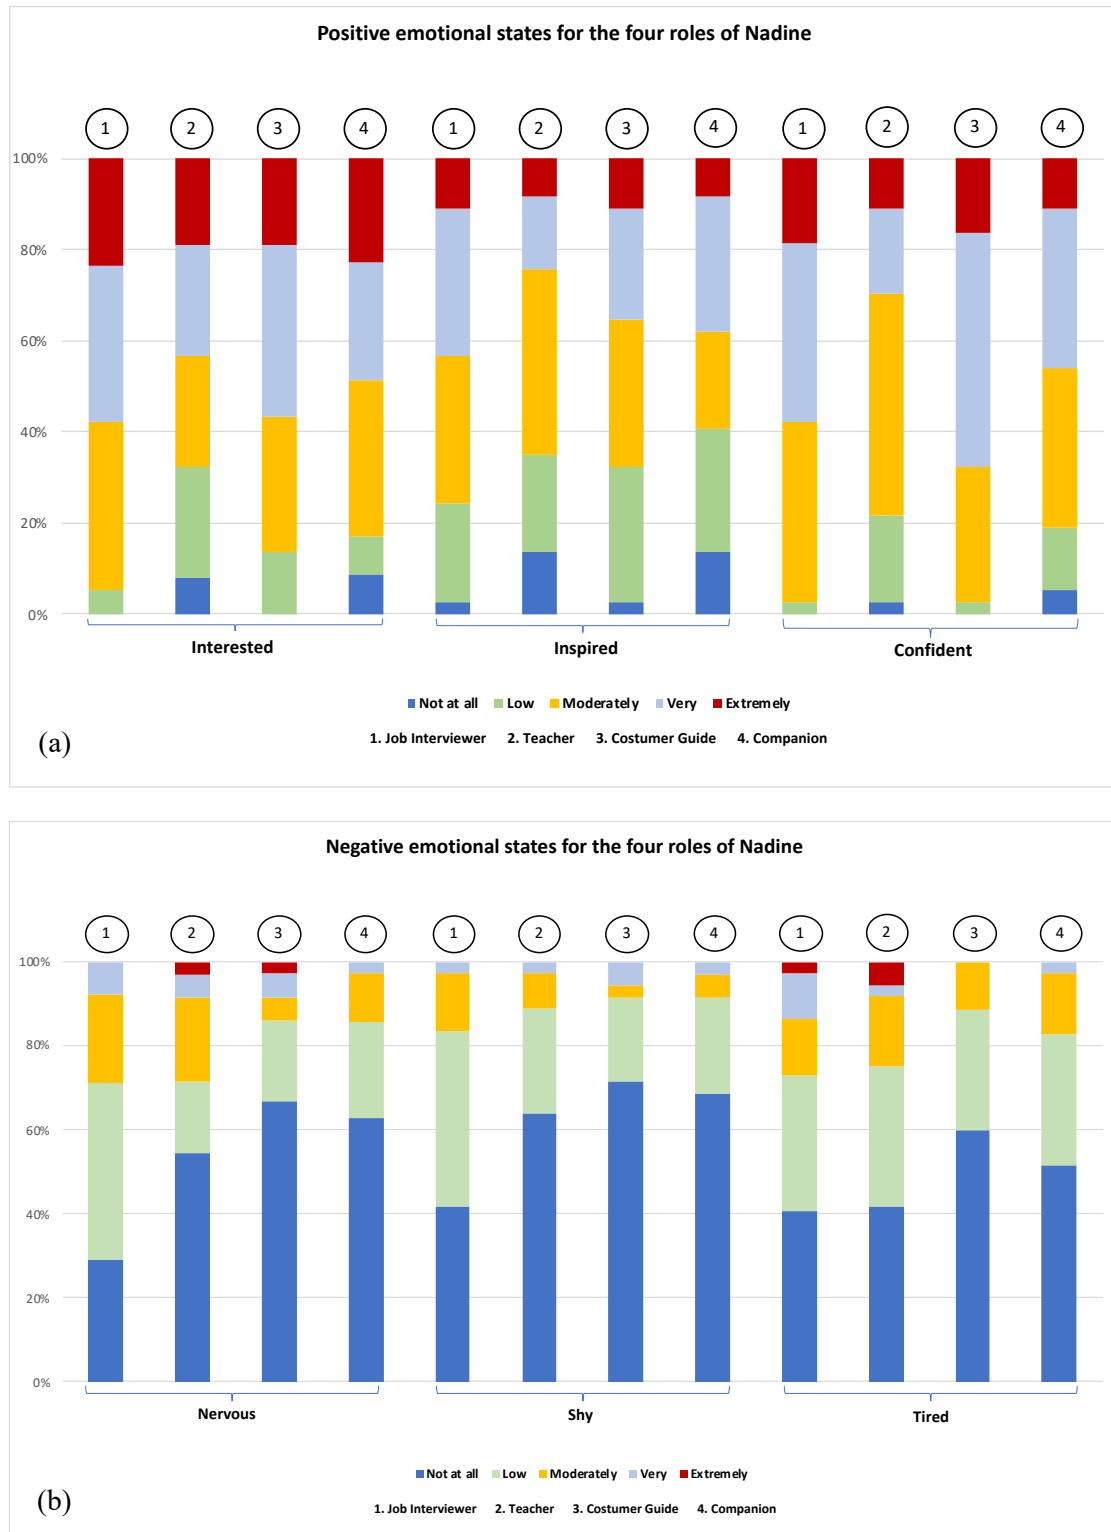 Positive emotional states for the four roles of Nadine
1 2 3 4 1 2 3 4 1 2 3 4
100%
80%
60%
40%
20%
0%
Interested Inspired Confident
Not at all Low Moderately Very Extremely
1. Job Interviewer 2. Teacher 3. Costumer Guide 4. Companion
(a)
Negative emotional states for the four roles of Nadine
1 2 3 4 1 2 3 4 1 2 3 4
100%
80%
60%
40%
20%
0%
Nervous Shy Tired
Not at all Low Moderately Very Extremely
1. Job Interviewer 2. Teacher 3. Costumer Guide 4. Companion
(b)